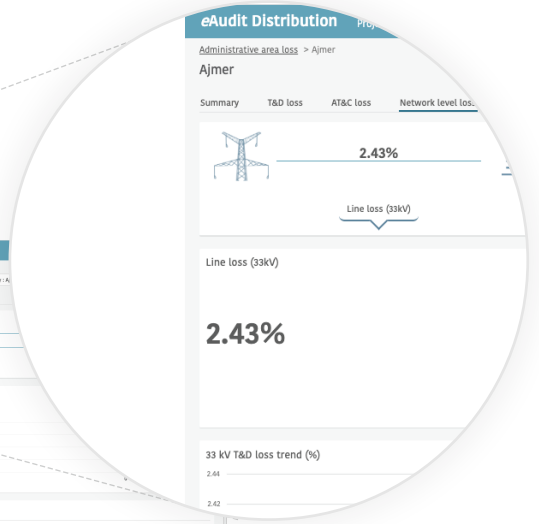 eAudit Distribution
Administrative area loss > Ajmer
Ajmer
Summary T&D loss AT&C loss Network level loss
2.43%
Line loss (33kV)
Line loss (33kV)
2.43%
33 kV T&D loss trend (%)
2.44
2.42